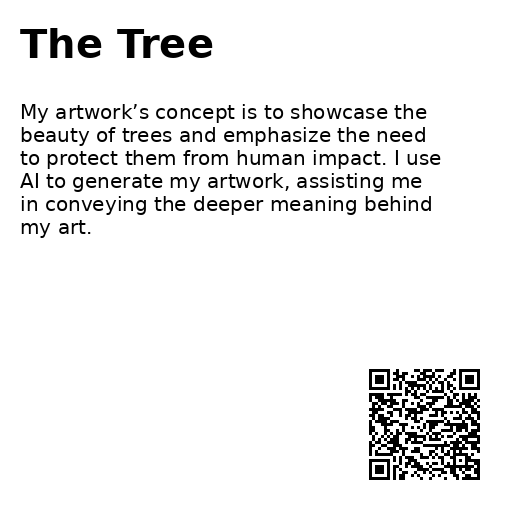 The Tree
My artwork’s concept is to showcase the
beauty of trees and emphasize the need
to protect them from human impact. I use
AI to generate my artwork, assisting me
in conveying the deeper meaning behind
my art.